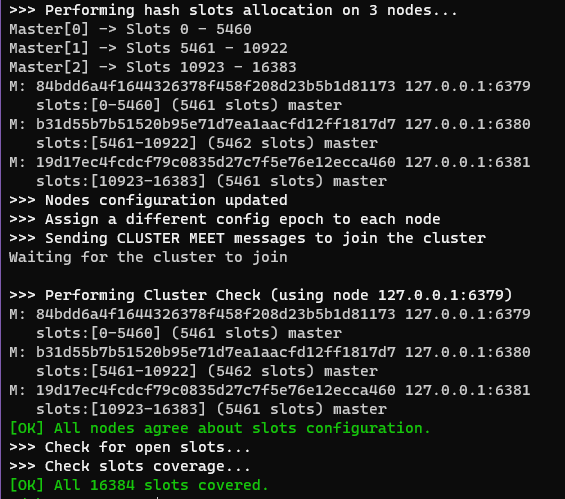 >>> Performing hash slots allocation on 3 nodes...
Master[0] -> Slots 0 - 5460
Master[1] -> Slots 5461 - 10922
Master[2] -> Slots 10923 - 16383
M: 84bdd6a4f1644326378f458f208d23b5b1d81173 127.0.0.1:6379
   slots:[0-5460] (5461 slots) master
M: b31d55b7b51520b95e71d7ea1aacfd12ff1817d7 127.0.0.1:6380
   slots:[5461-10922] (5462 slots) master
M: 19d17ec4fcdcf79c0835d27c7f5e76e12ecca460 127.0.0.1:6381
   slots:[10923-16383] (5461 slots) master
>>> Nodes configuration updated
>>> Assign a different config epoch to each node
>>> Sending CLUSTER MEET messages to join the cluster
Waiting for the cluster to join
>>> Performing Cluster Check (using node 127.0.0.1:6379)
M: 84bdd6a4f1644326378f458f208d23b5b1d81173 127.0.0.1:6379
   slots:[0-5460] (5461 slots) master
M: b31d55b7b51520b95e71d7ea1aacfd12ff1817d7 127.0.0.1:6380
   slots:[5461-10922] (5462 slots) master
M: 19d17ec4fcdcf79c0835d27c7f5e76e12ecca460 127.0.0.1:6381
   slots:[10923-16383] (5461 slots) master
[OK] All nodes agree about slots configuration.
>>> Check for open slots...
>>> Check slots coverage...
[OK] All 16384 slots covered.